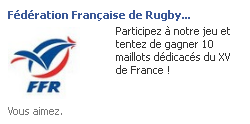 Fédération Française de Rugby...
Participez à notre jeu et
tentez de gagner 10
maillots dédicacés du XV
de France !
FFR
Vous aimez.